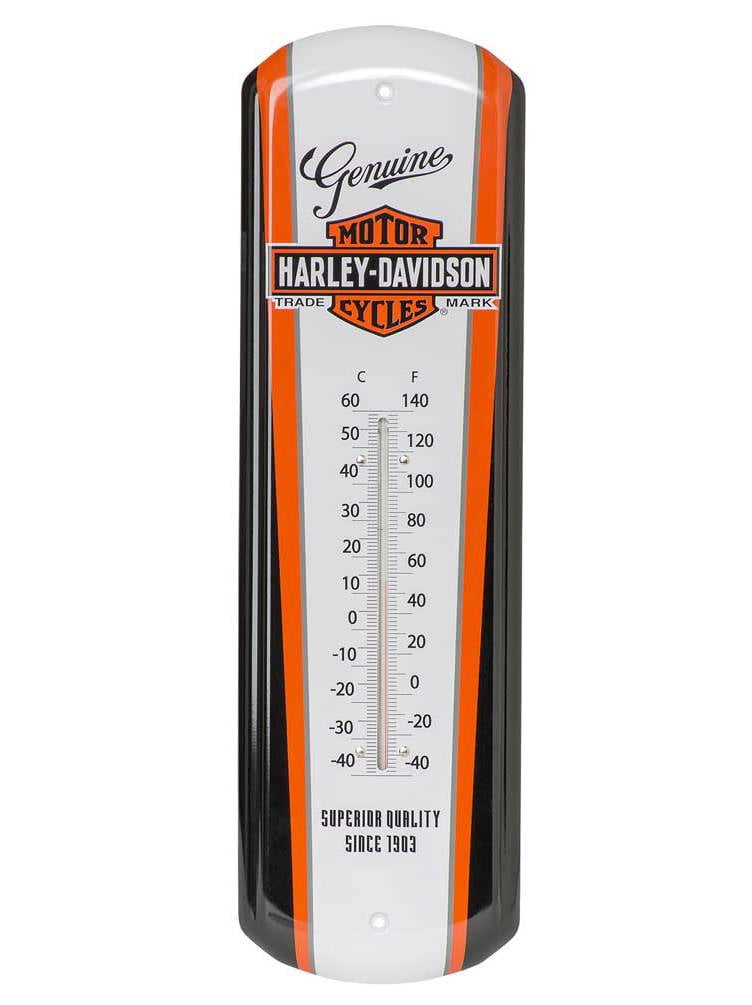 Genuine
MOTOR
HARLEY-DAVIDSON
TRADE MARK
CYCLES ®
C F
60 140
50 120
40 100
30 80
20 60
10 40
0 20
-10 0
-20 -20
-30 -40
-40
SUPERIOR QUALITY
SINCE 1903